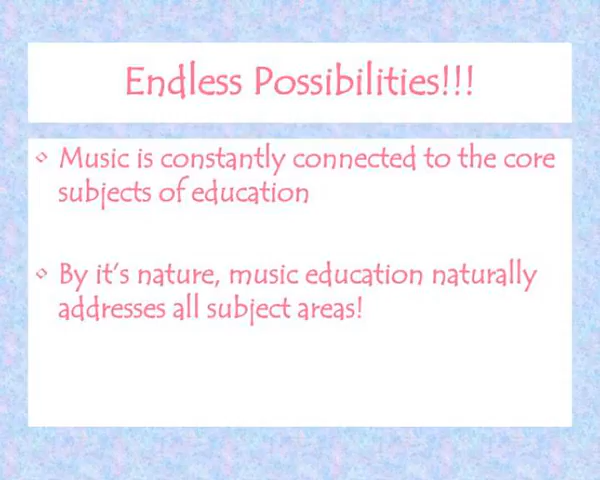 Endless Possibilities!!!
Music is constantly connected to the core
subjects of education
By it's nature, music education naturally
addresses all subject areas!